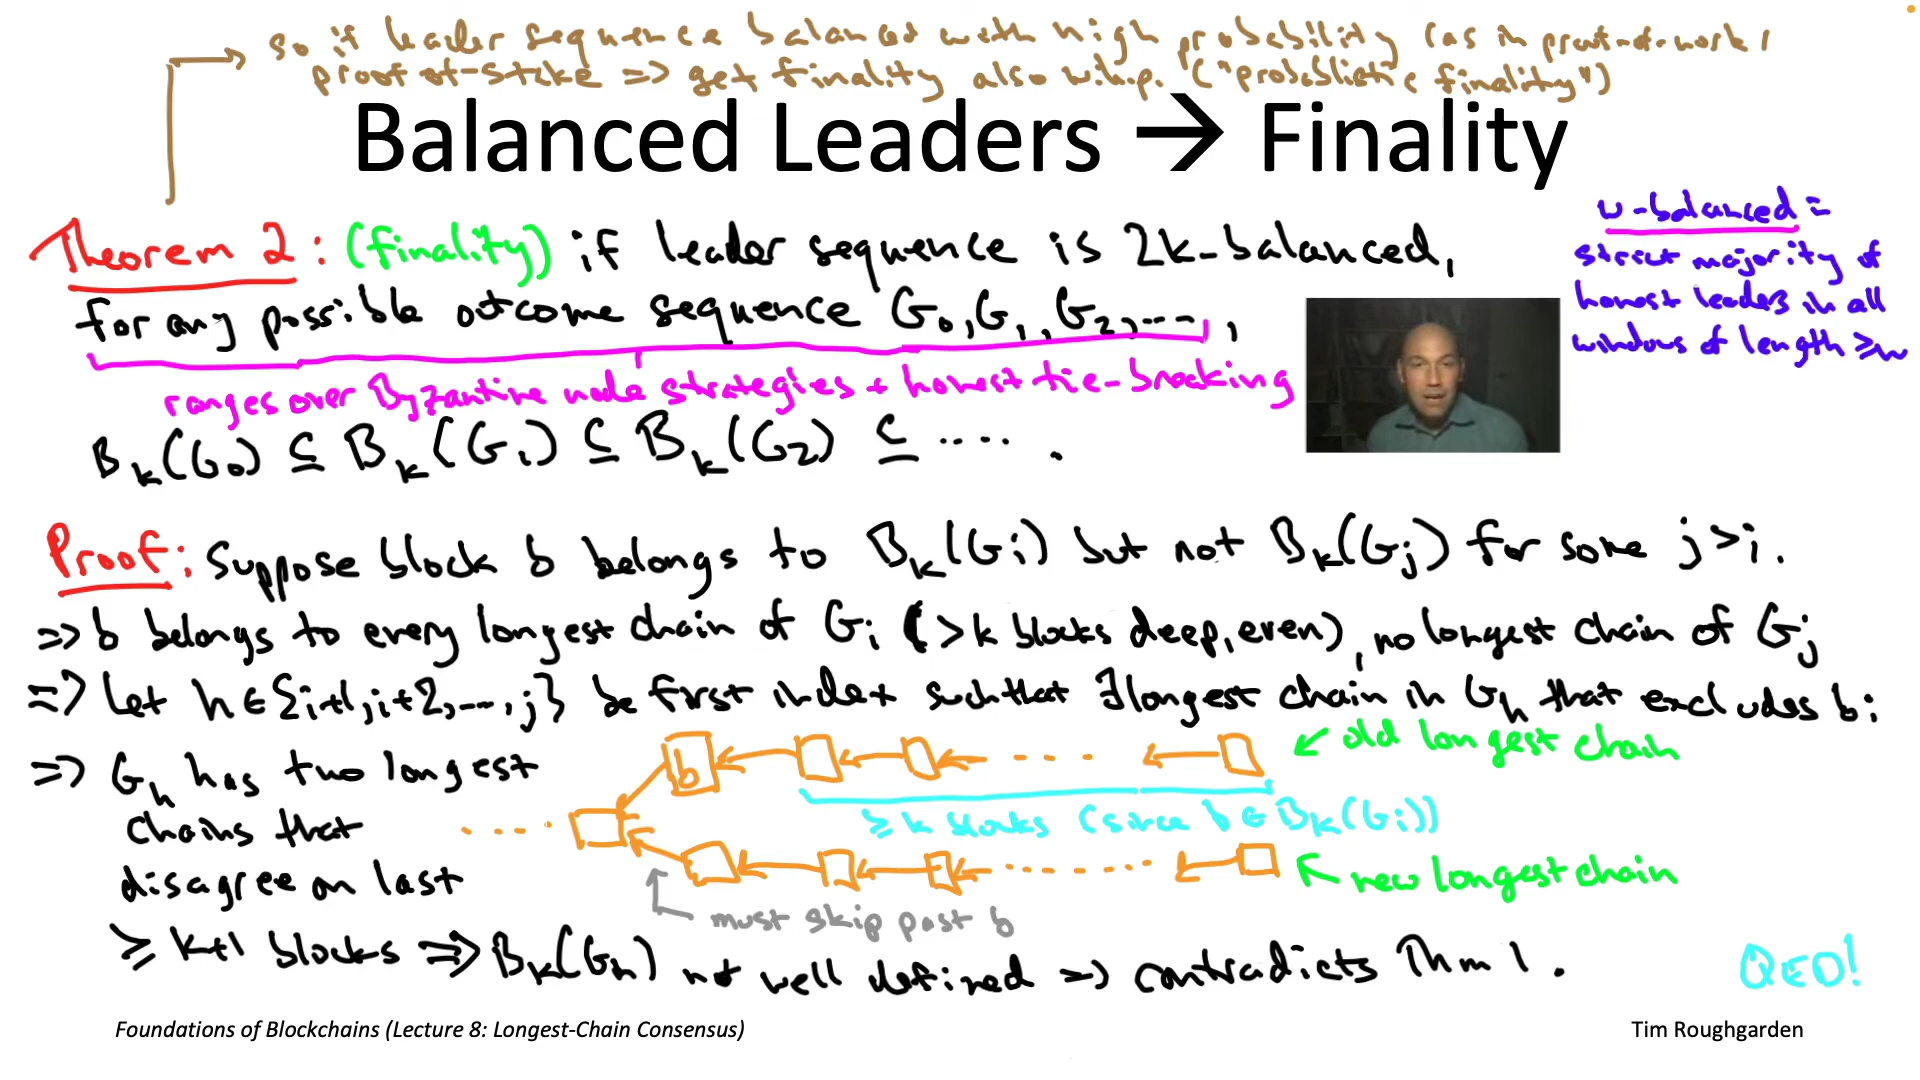 so if leader sequence balanced with high probability (as in proof-of-work/
proof-of-stake => get finality also w.h.p. ("probabilistic finality")
Balanced Leaders → Finality
w-balanced =
strict majority of
honest leaders in all
windows of length ≥w
Theorem 2: (finality) if leader sequence is 2k-balanced,
for any possible outcome sequence G₀,G₁,G₂,...,
ranges over Byzantine node strategies + honest tie-breaking
Bₖ(G₀) ⊆ Bₖ(G₁) ⊆ Bₖ(G₂) ⊆ .... .
Proof: Suppose block b belongs to Bₖ(Gᵢ) but not Bₖ(Gⱼ) for some j>i.
=> b belongs to every longest chain of Gᵢ (>k blocks deep, even), no longest chain of Gⱼ
=> Let h∈{i+1,i+2,...,j} be first index such that ∃ longest chain in Gₕ that excludes b:
=> Gₕ has two longest
chains that
disagree on last
≥ k+1 blocks => Bₖ(Gₕ) not well defined => contradicts Thm 1.
b
← old longest chain
≥ k blocks (since b∈Bₖ(Gᵢ))
↖ new longest chain
must skip past b
QED!
Foundations of Blockchains (Lecture 8: Longest-Chain Consensus)
Tim Roughgarden